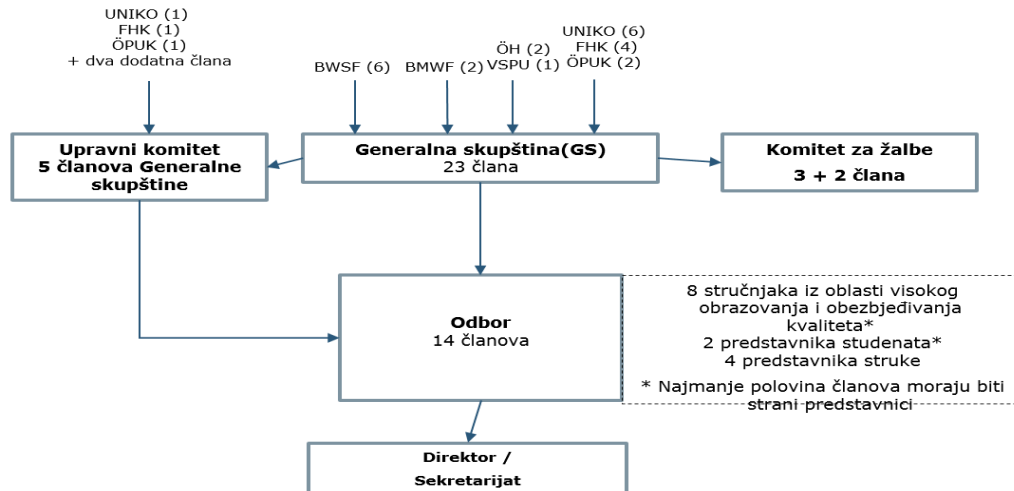 UNIKO (1)
FHK (1)
ÖPUK (1)
+ dva dodatna člana
BWSF (6)
BMWF (2)
ÖH (2)
VSPU (1)
UNIKO (6)
FHK (4)
ÖPUK (2)
Upravni komitet
5 članova Generalne
skupštine
Generalna skupština(GS)
23 člana
Komitet za žalbe
3 + 2 člana
Odbor
14 članova
8 stručnjaka iz oblasti visokog
obrazovanja i obezbjeđivanja
kvaliteta*
2 predstavnika studenata*
4 predstavnika struke
* Najmanje polovina članova moraju biti
strani predstavnici
Direktor /
Sekretarijat